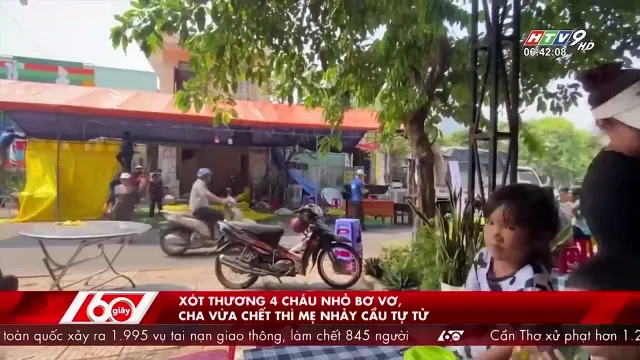 HTV9 HD
06:42:08
XÓT THƯƠNG 4 CHÁU NHỎ BƠ VƠ,
CHA VỪA CHẾT THÌ MẸ NHẢY CẦU TỰ TỬ
60 giây
toàn quốc xảy ra 1.995 vụ tai nạn giao thông, làm chết 845 người 60 Cần Thơ xử phạt hơn 1.2